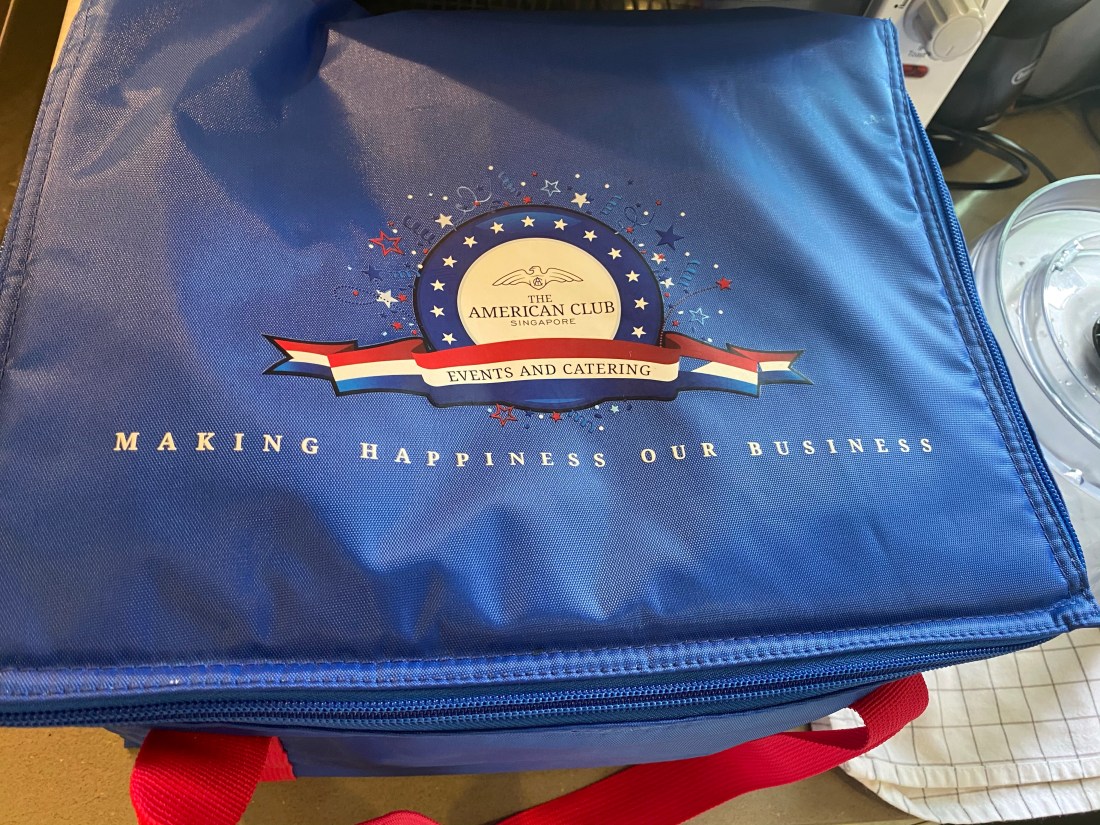 THE
AMERICAN CLUB
SINGAPORE
EVENTS AND CATERING
MAKING HAPPINESS OUR BUSINESS